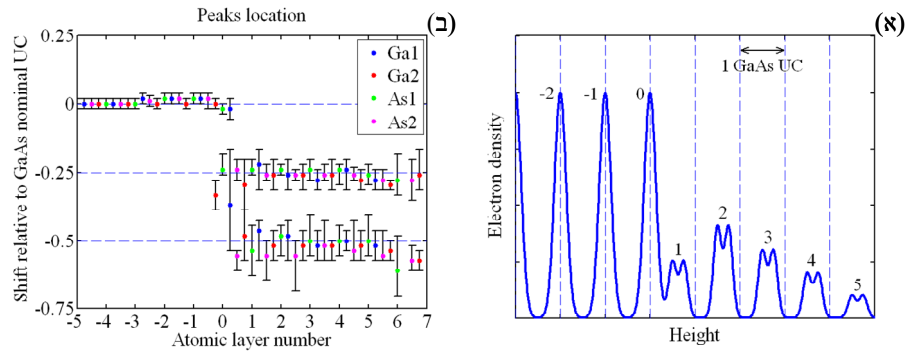 (א)
1 GaAs UC
-2
-1
0
1
2
3
4
5
Electron density
Height
(ב)
Peaks location
0.25
0
-0.25
-0.5
-0.75
Shift relative to GaAs nominal UC
Ga1
Ga2
As1
As2
-5 -4 -3 -2 -1 0 1 2 3 4 5 6 7
Atomic layer number